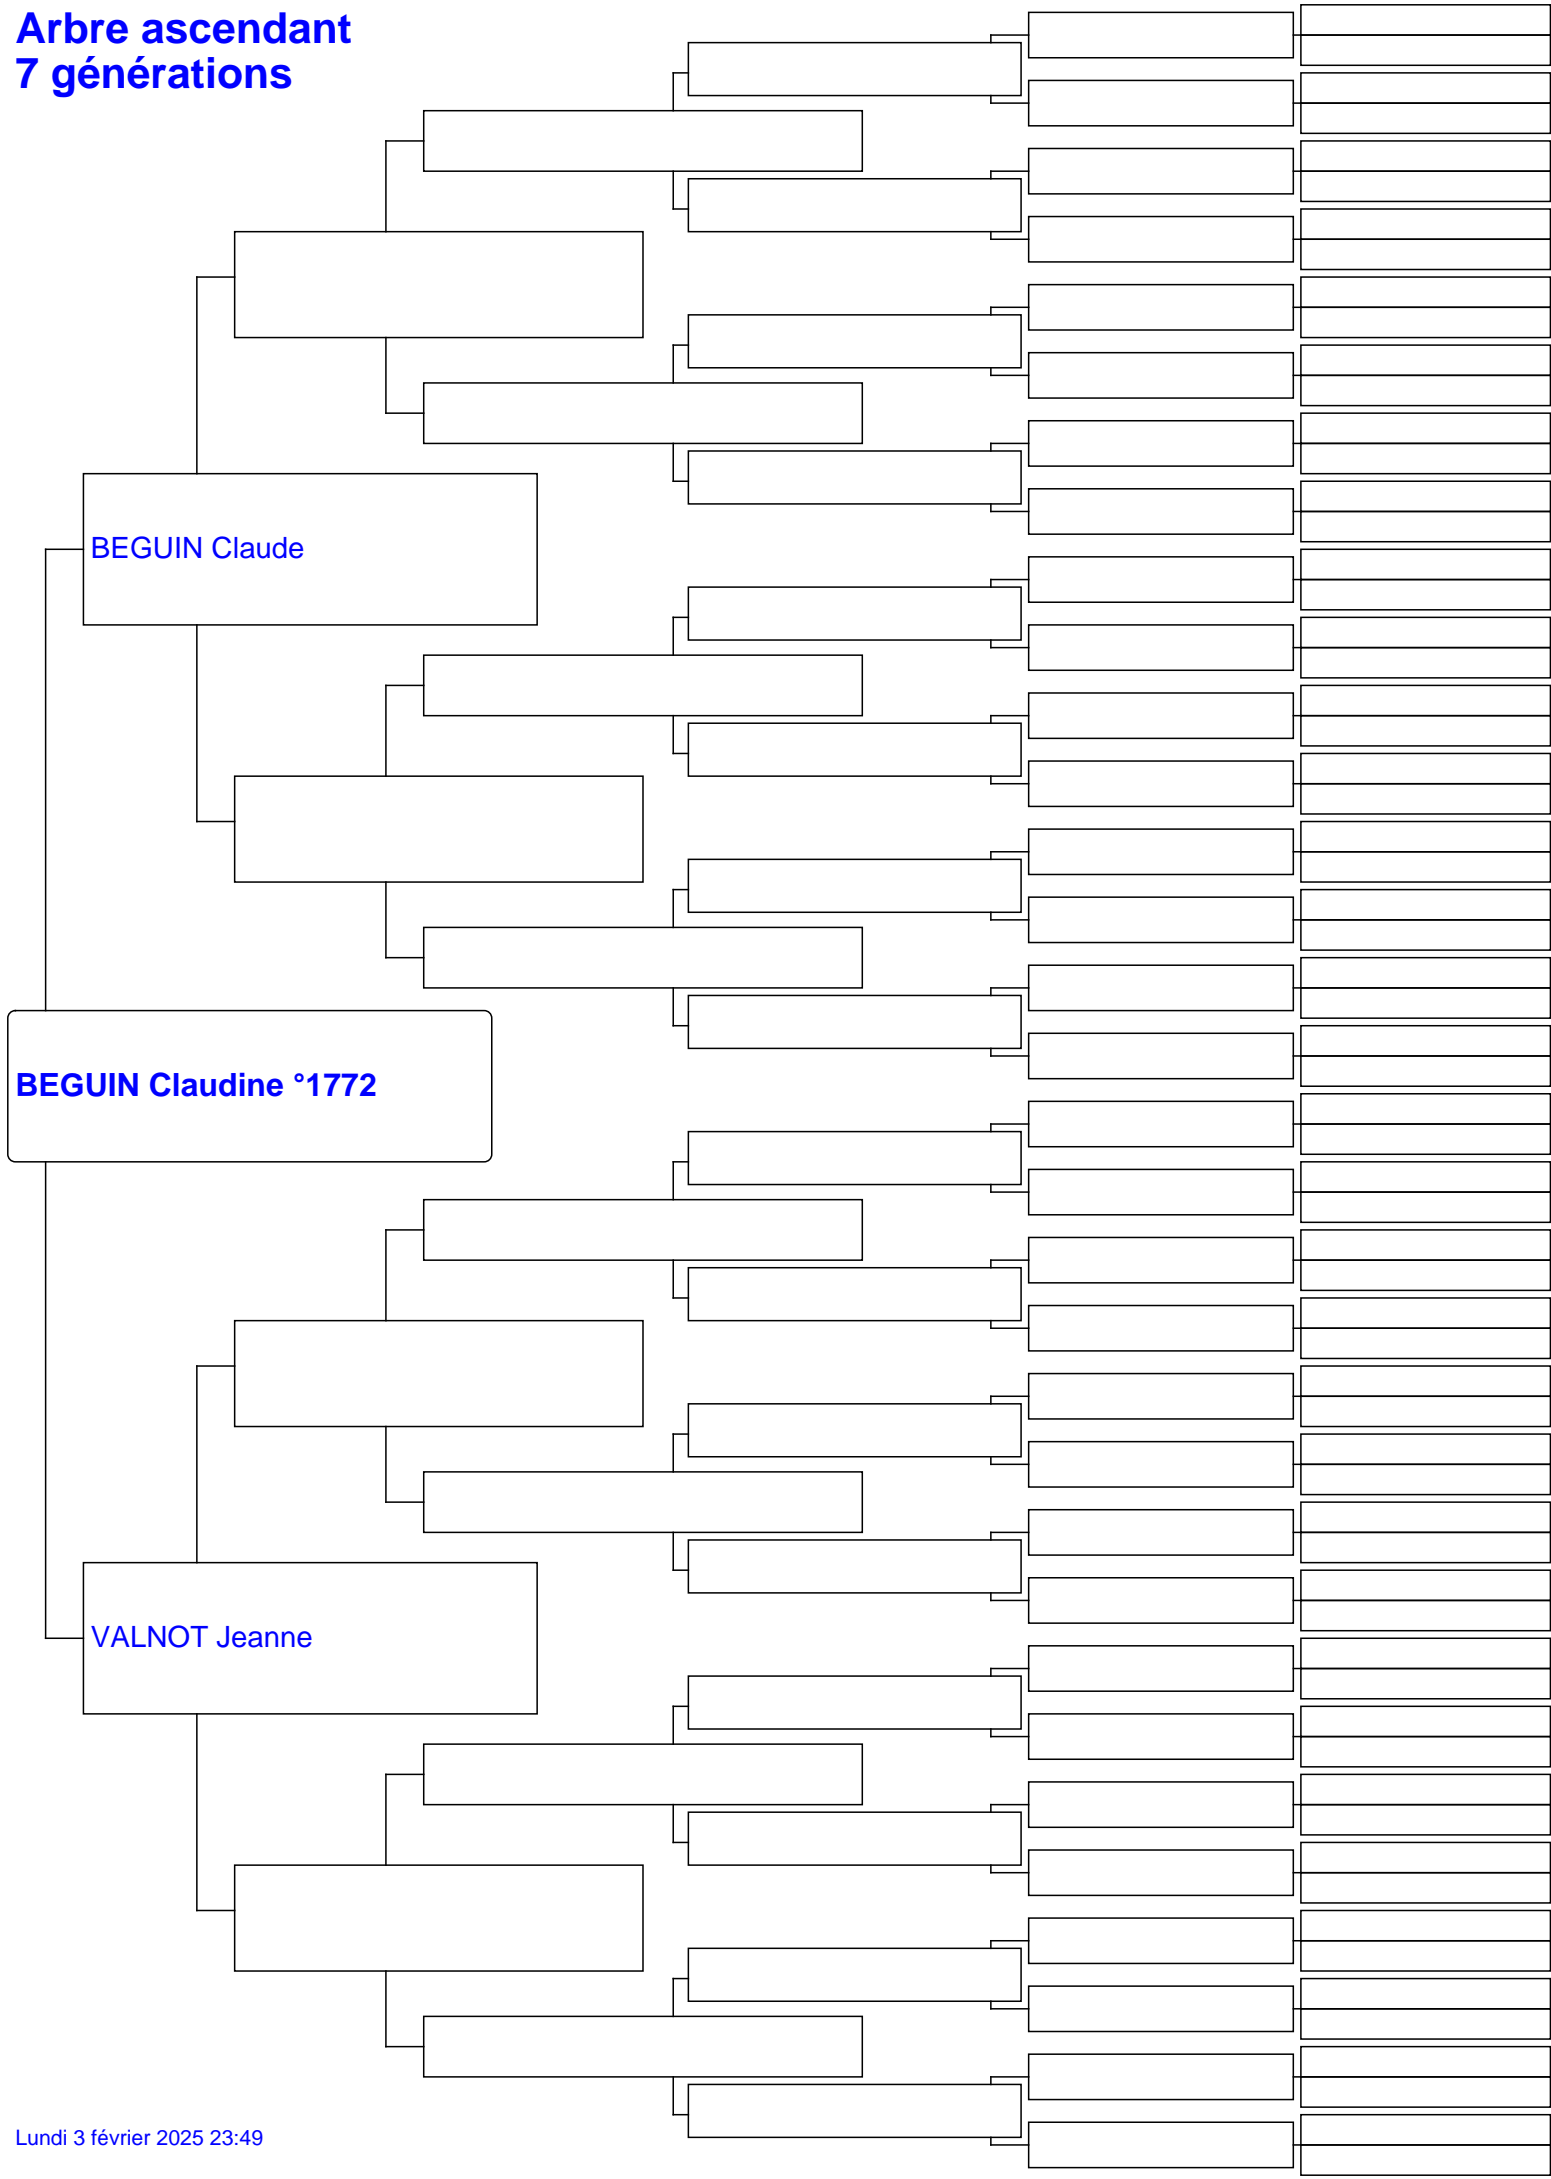 Arbre ascendant
7 générations
BEGUIN Claude
BEGUIN Claudine °1772
VALNOT Jeanne
Lundi 3 février 2025 23:49